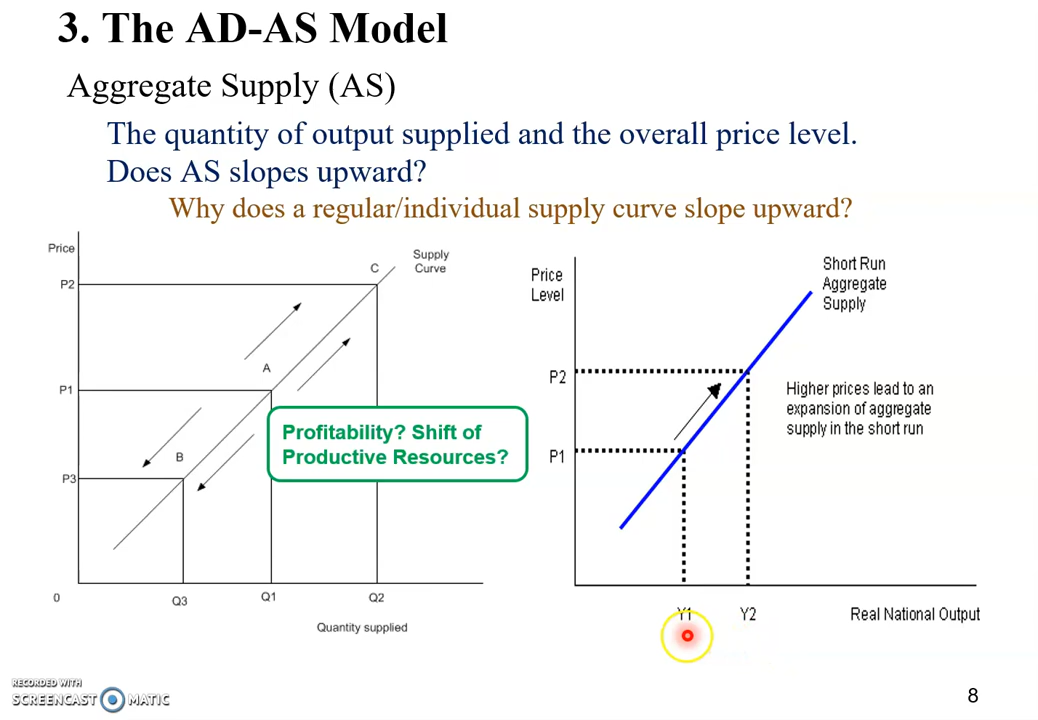 3. The AD-AS Model
Aggregate Supply (AS)
The quantity of output supplied and the overall price level.
Does AS slopes upward?
Why does a regular/individual supply curve slope upward?
Price
P2
C
Supply
Curve
A
P1
B
P3
Profitability? Shift of
Productive Resources?
0
Q3
Q1
Q2
Quantity supplied
Price
Level
Short Run
Aggregate
Supply
P2
P1
Higher prices lead to an
expansion of aggregate
supply in the short run
Y1
Y2
Real National Output
RECORDED WITH
SCREENCAST MATIC
8